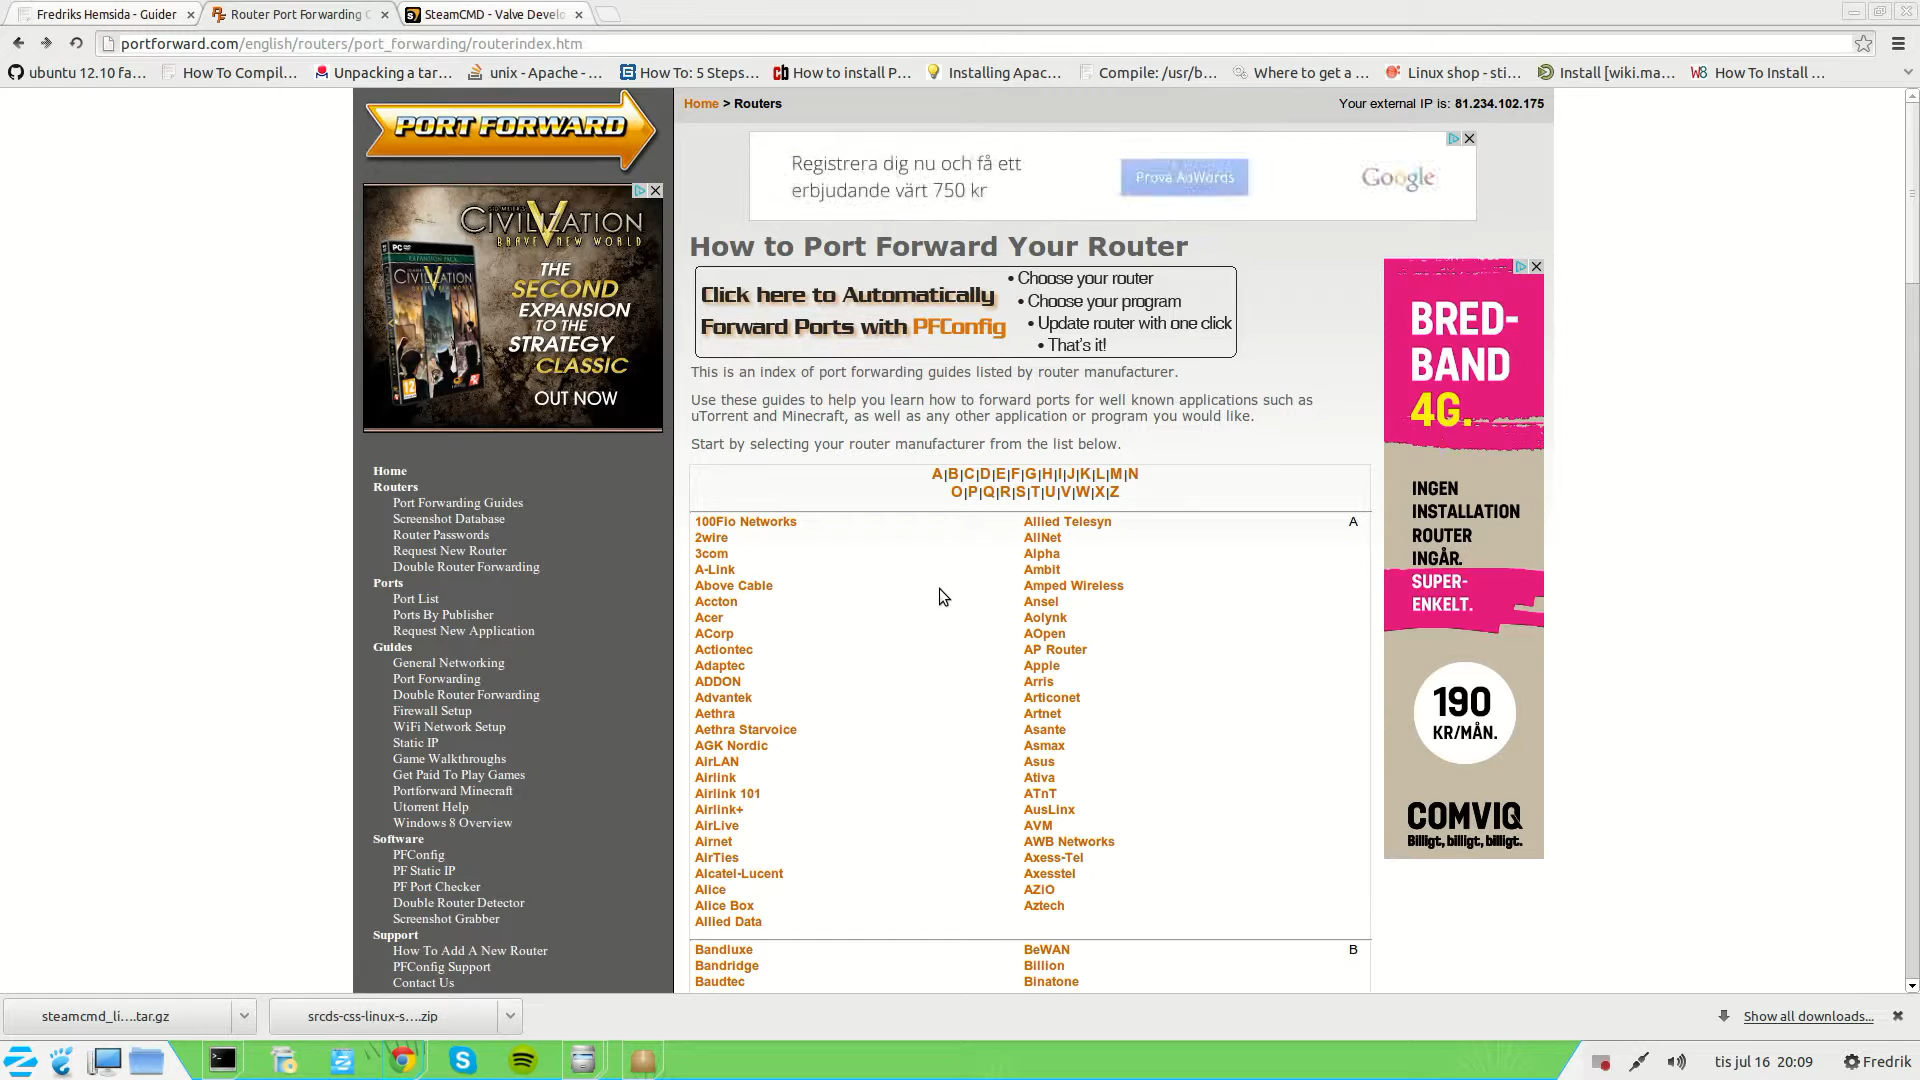 Fredriks Hemsida - Guider
Router Port Forwarding
SteamCMD - Valve Develo
portforward.com/english/routers/port_forwarding/routerindex.htm
ubuntu 12.10 fa...
How To Compil...
Unpacking a tar...
unix - Apache - ...
How To: 5 Steps...
How to install P...
Installing Apac...
Compile: /usr/b...
Where to get a ...
Linux shop - sti...
Install [wiki.ma...
How To Install ...
PORT FORWARD
Home > Routers
Your external IP is: 81.234.102.175
Registrera dig nu och få ett
erbjudande värt 750 kr
Prova AdWords
Google
SID MEIER'S
CIVILIZATION V
BRAVE NEW WORLD
THE
SECOND
EXPANSION
TO THE
STRATEGY
CLASSIC
OUT NOW
How to Port Forward Your Router
Click here to Automatically
Forward Ports with PFConfig
• Choose your router
• Choose your program
• Update router with one click
• That's it!
This is an index of port forwarding guides listed by router manufacturer.
Use these guides to help you learn how to forward ports for well known applications such as
uTorrent and Minecraft, as well as any other application or program you would like.
Start by selecting your router manufacturer from the list below.
A|B|C|D|E|F|G|H|I|J|K|L|M|N
O|P|Q|R|S|T|U|V|W|X|Z
Home
Routers
Port Forwarding Guides
Screenshot Database
Router Passwords
Request New Router
Double Router Forwarding
Ports
Port List
Ports By Publisher
Request New Application
Guides
General Networking
Port Forwarding
Double Router Forwarding
Firewall Setup
WiFi Network Setup
Static IP
Game Walkthroughs
Get Paid To Play Games
Portforward Minecraft
Utorrent Help
Windows 8 Overview
Software
PFConfig
PF Static IP
PF Port Checker
Double Router Detector
Screenshot Grabber
Support
How To Add A New Router
PFConfig Support
Contact Us
100Fio Networks
2wire
3com
A-Link
Above Cable
Accton
Acer
ACorp
Actiontec
Adaptec
ADDON
Advantek
Aethra
Aethra Starvoice
AGK Nordic
AirLAN
Airlink
Airlink 101
Airlink+
AirLive
Airnet
AirTies
Alcatel-Lucent
Alice
Alice Box
Allied Data
Allied Telesyn
AllNet
Alpha
Ambit
Amped Wireless
Ansel
Aolynk
AOpen
AP Router
Apple
Arris
Articonet
Artnet
Asante
Asmax
Asus
Ativa
ATnT
AusLinx
AVM
AWB Networks
Axess-Tel
Axesstel
AZiO
Aztech
A
Bandluxe
Bandridge
Baudtec
BeWAN
Billion
Binatone
B
BRED-
BAND
4G.
INGEN
INSTALLATION
ROUTER
INGÅR.
SUPER-
ENKELT.
190
KR/MÅN.
COMVIQ
Billigt, billigt, billigt.
steamcmd_li....tar.gz
srcds-css-linux-s....zip
Show all downloads...
tis jul 16 20:09
Fredrik